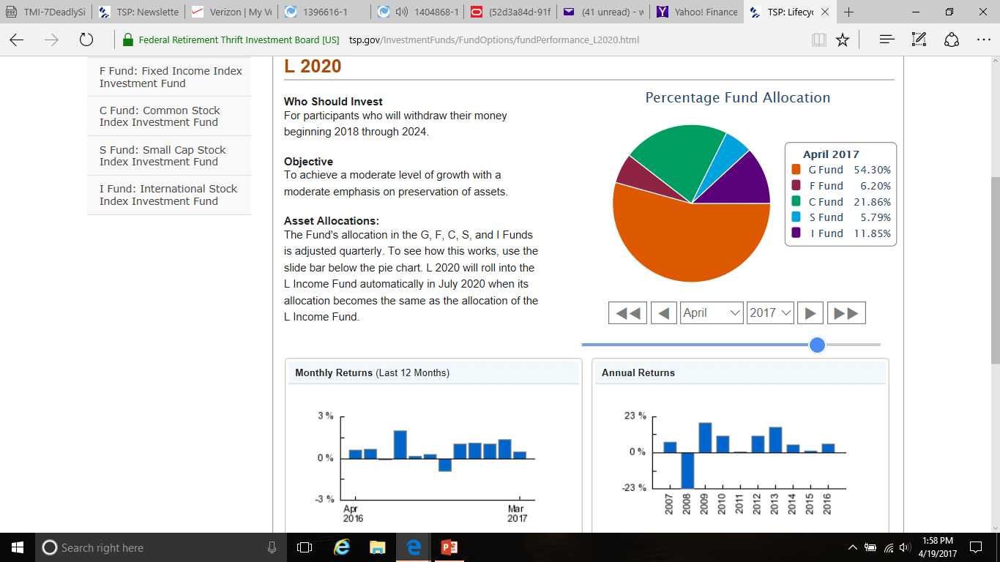 TMI-7DeadlySi
TSP: Newslette
Verizon | My Ve
1396616-1
1404868-1
{52d3a84d-91f
(41 unread) - w
Yahoo! Finance
TSP: Lifecyc
Federal Retirement Thrift Investment Board [US]
tsp.gov/InvestmentFunds/FundOptions/fundPerformance_L2020.html
F Fund: Fixed Income Index
Investment Fund
C Fund: Common Stock
Index Investment Fund
S Fund: Small Cap Stock
Index Investment Fund
I Fund: International Stock
Index Investment Fund
L 2020
Who Should Invest
For participants who will withdraw their money
beginning 2018 through 2024.
Objective
To achieve a moderate level of growth with a
moderate emphasis on preservation of assets.
Asset Allocations:
The Fund's allocation in the G, F, C, S, and I Funds
is adjusted quarterly. To see how this works, use the
slide bar below the pie chart. L 2020 will roll into the
L Income Fund automatically in July 2020 when its
allocation becomes the same as the allocation of the
L Income Fund.
Percentage Fund Allocation
April 2017
G Fund 54.30%
F Fund 6.20%
C Fund 21.86%
S Fund 5.79%
I Fund 11.85%
April
2017
Monthly Returns (Last 12 Months)
3 %
0 %
-3 %
Apr
2016
Mar
2017
Annual Returns
23 %
0 %
-23 %
2007
2008
2009
2010
2011
2012
2013
2014
2015
2016
Search right here
1:58 PM
4/19/2017